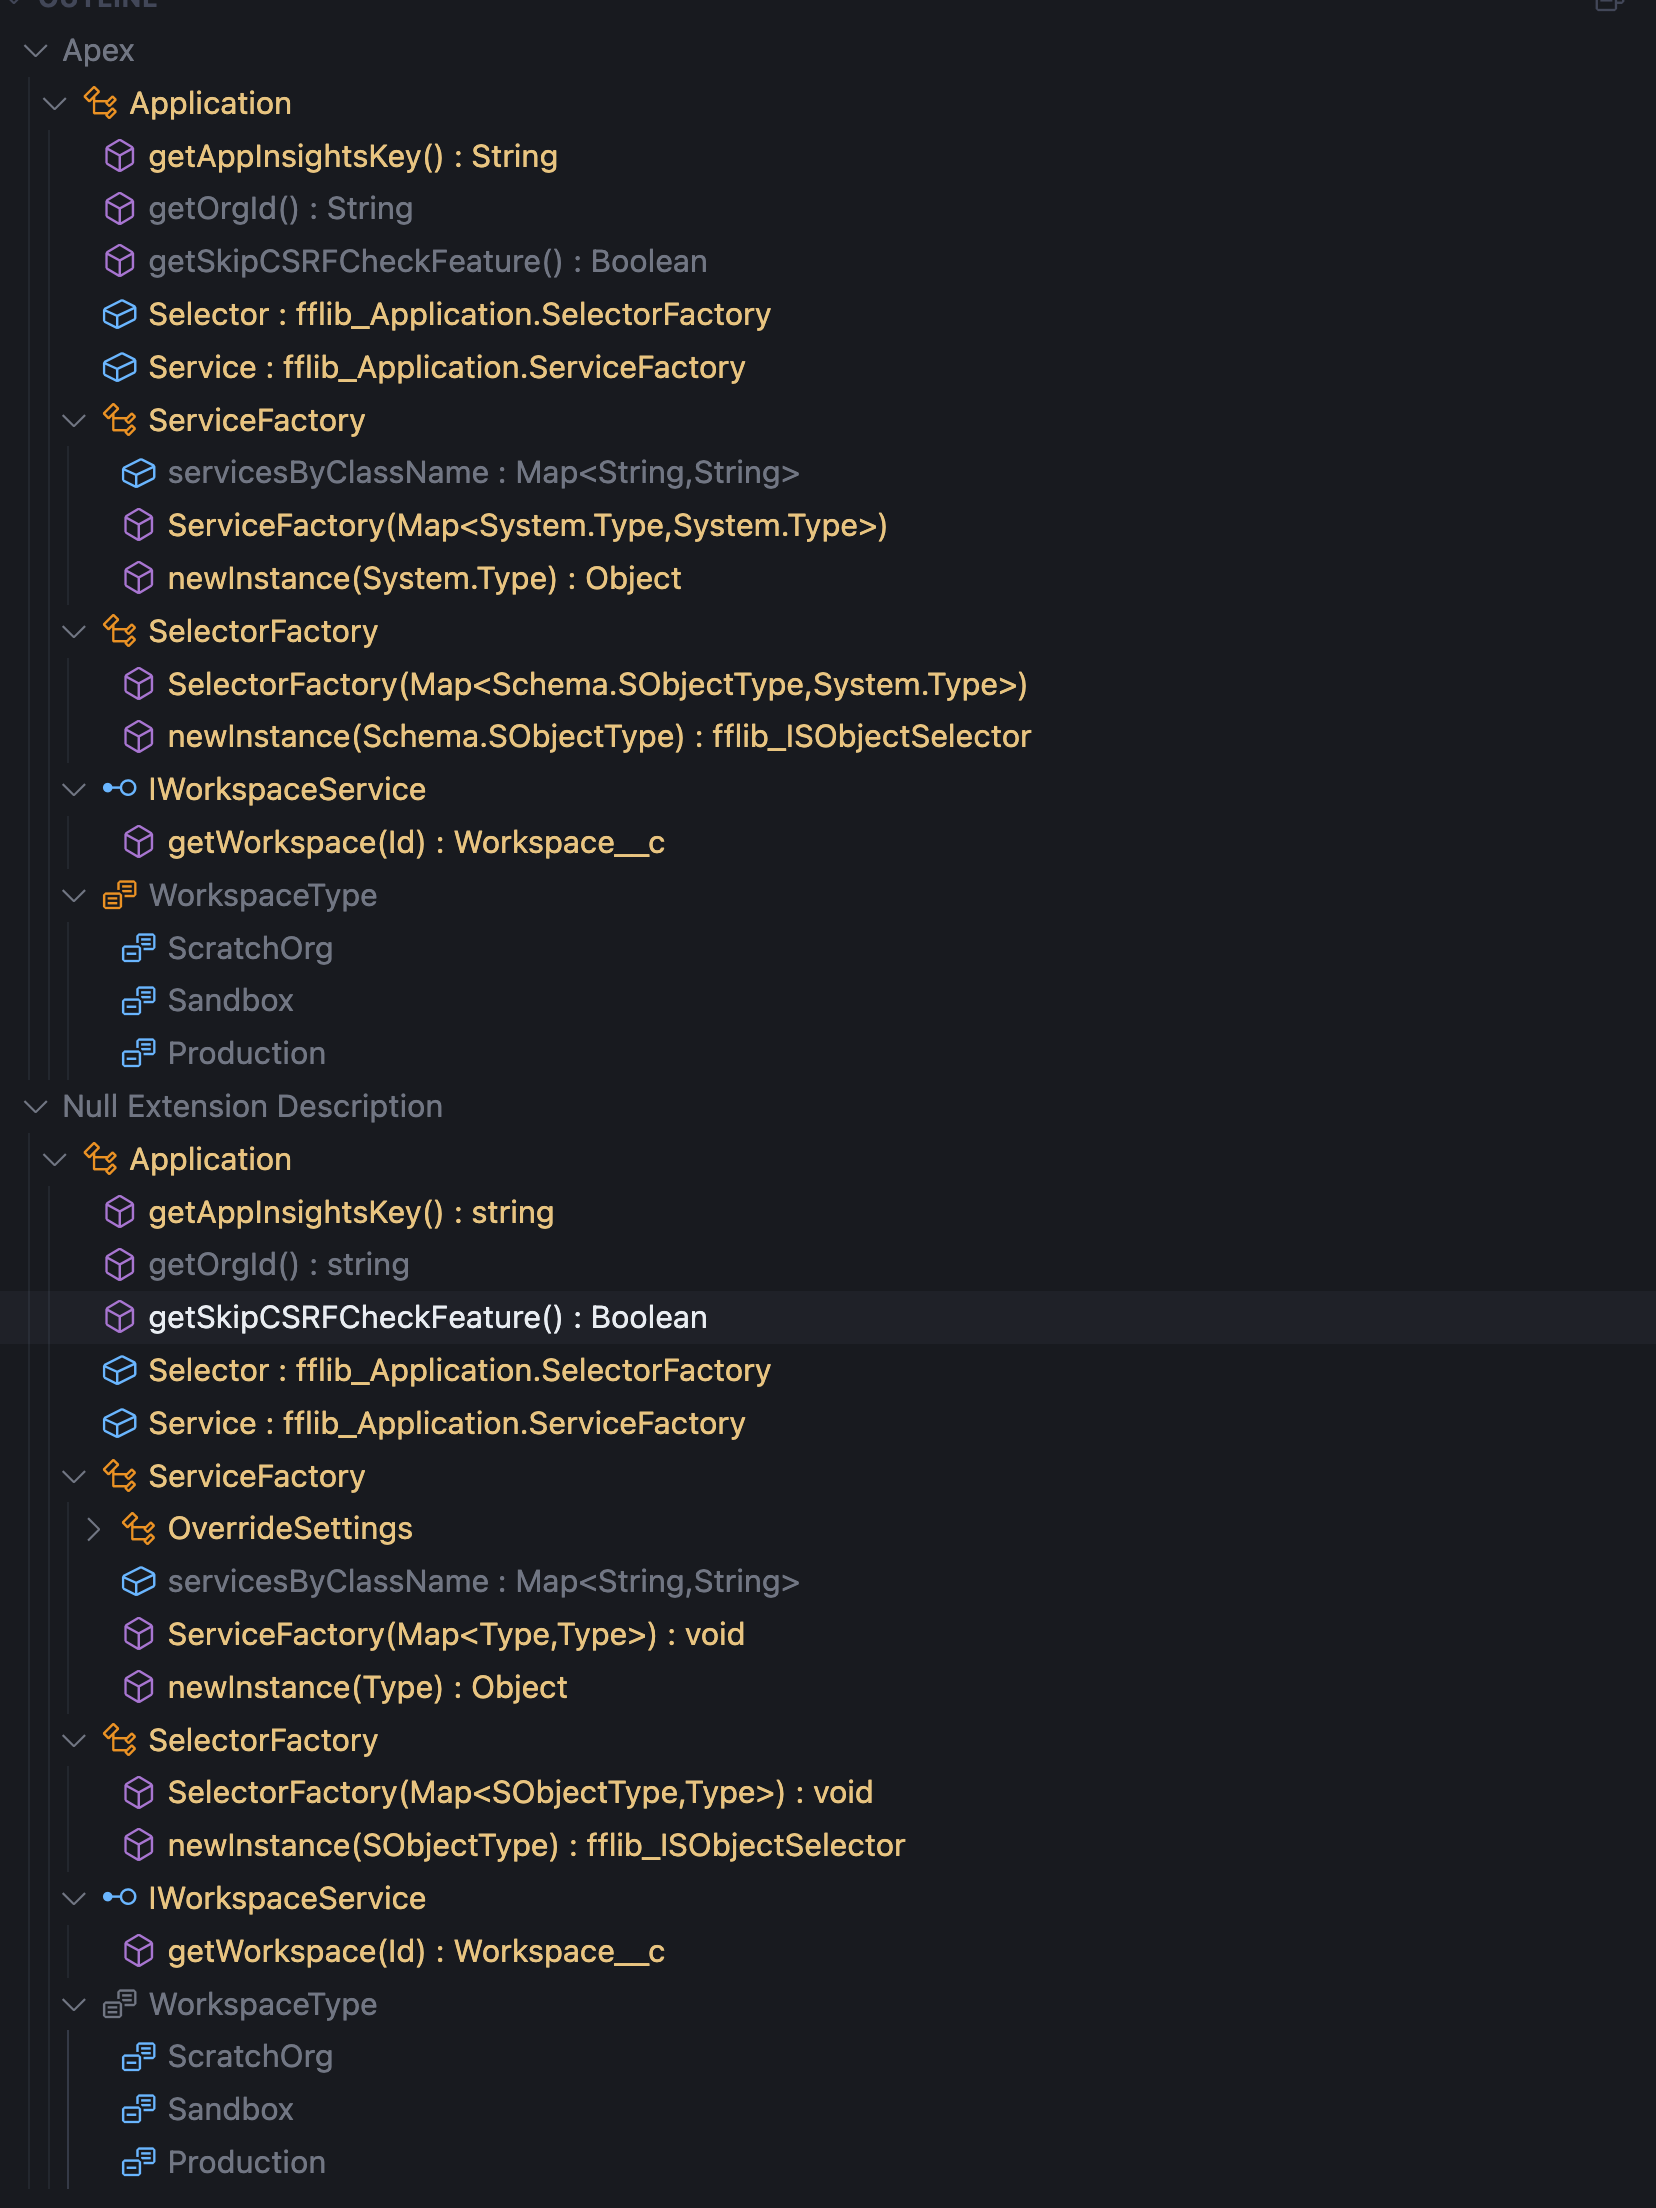 OUTLINE
Apex
Application
getAppInsightsKey() : String
getOrgId() : String
getSkipCSRFCheckFeature() : Boolean
Selector : fflib_Application.SelectorFactory
Service : fflib_Application.ServiceFactory
ServiceFactory
servicesByClassName : Map<String,String>
ServiceFactory(Map<System.Type,System.Type>)
newInstance(System.Type) : Object
SelectorFactory
SelectorFactory(Map<Schema.SObjectType,System.Type>)
newInstance(Schema.SObjectType) : fflib_ISObjectSelector
IWorkspaceService
getWorkspace(Id) : Workspace__c
WorkspaceType
ScratchOrg
Sandbox
Production
Null Extension Description
Application
getAppInsightsKey() : string
getOrgId() : string
getSkipCSRFCheckFeature() : Boolean
Selector : fflib_Application.SelectorFactory
Service : fflib_Application.ServiceFactory
ServiceFactory
OverrideSettings
servicesByClassName : Map<String,String>
ServiceFactory(Map<Type,Type>) : void
newInstance(Type) : Object
SelectorFactory
SelectorFactory(Map<SObjectType,Type>) : void
newInstance(SObjectType) : fflib_ISObjectSelector
IWorkspaceService
getWorkspace(Id) : Workspace__c
WorkspaceType
ScratchOrg
Sandbox
Production